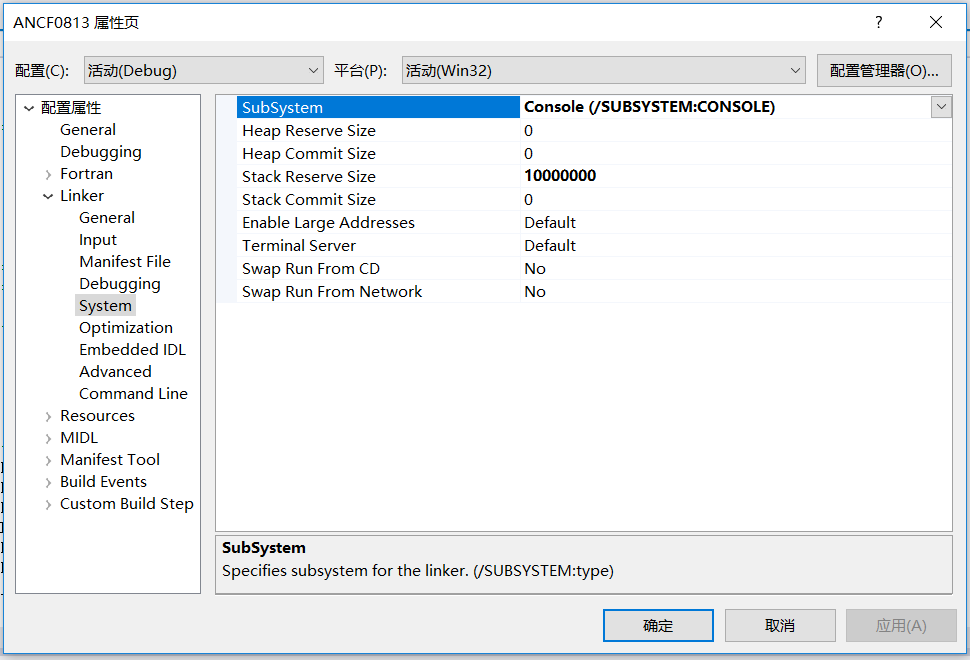 ANCF0813 属性页
?
配置(C): 活动(Debug) 平台(P): 活动(Win32) 配置管理器(O)...
配置属性
General
Debugging
Fortran
Linker
General
Input
Manifest File
Debugging
System
Optimization
Embedded IDL
Advanced
Command Line
Resources
MIDL
Manifest Tool
Build Events
Custom Build Step
SubSystem Console (/SUBSYSTEM:CONSOLE)
Heap Reserve Size 0
Heap Commit Size 0
Stack Reserve Size 10000000
Stack Commit Size 0
Enable Large Addresses Default
Terminal Server Default
Swap Run From CD No
Swap Run From Network No
SubSystem
Specifies subsystem for the linker. (/SUBSYSTEM:type)
确定 取消 应用(A)